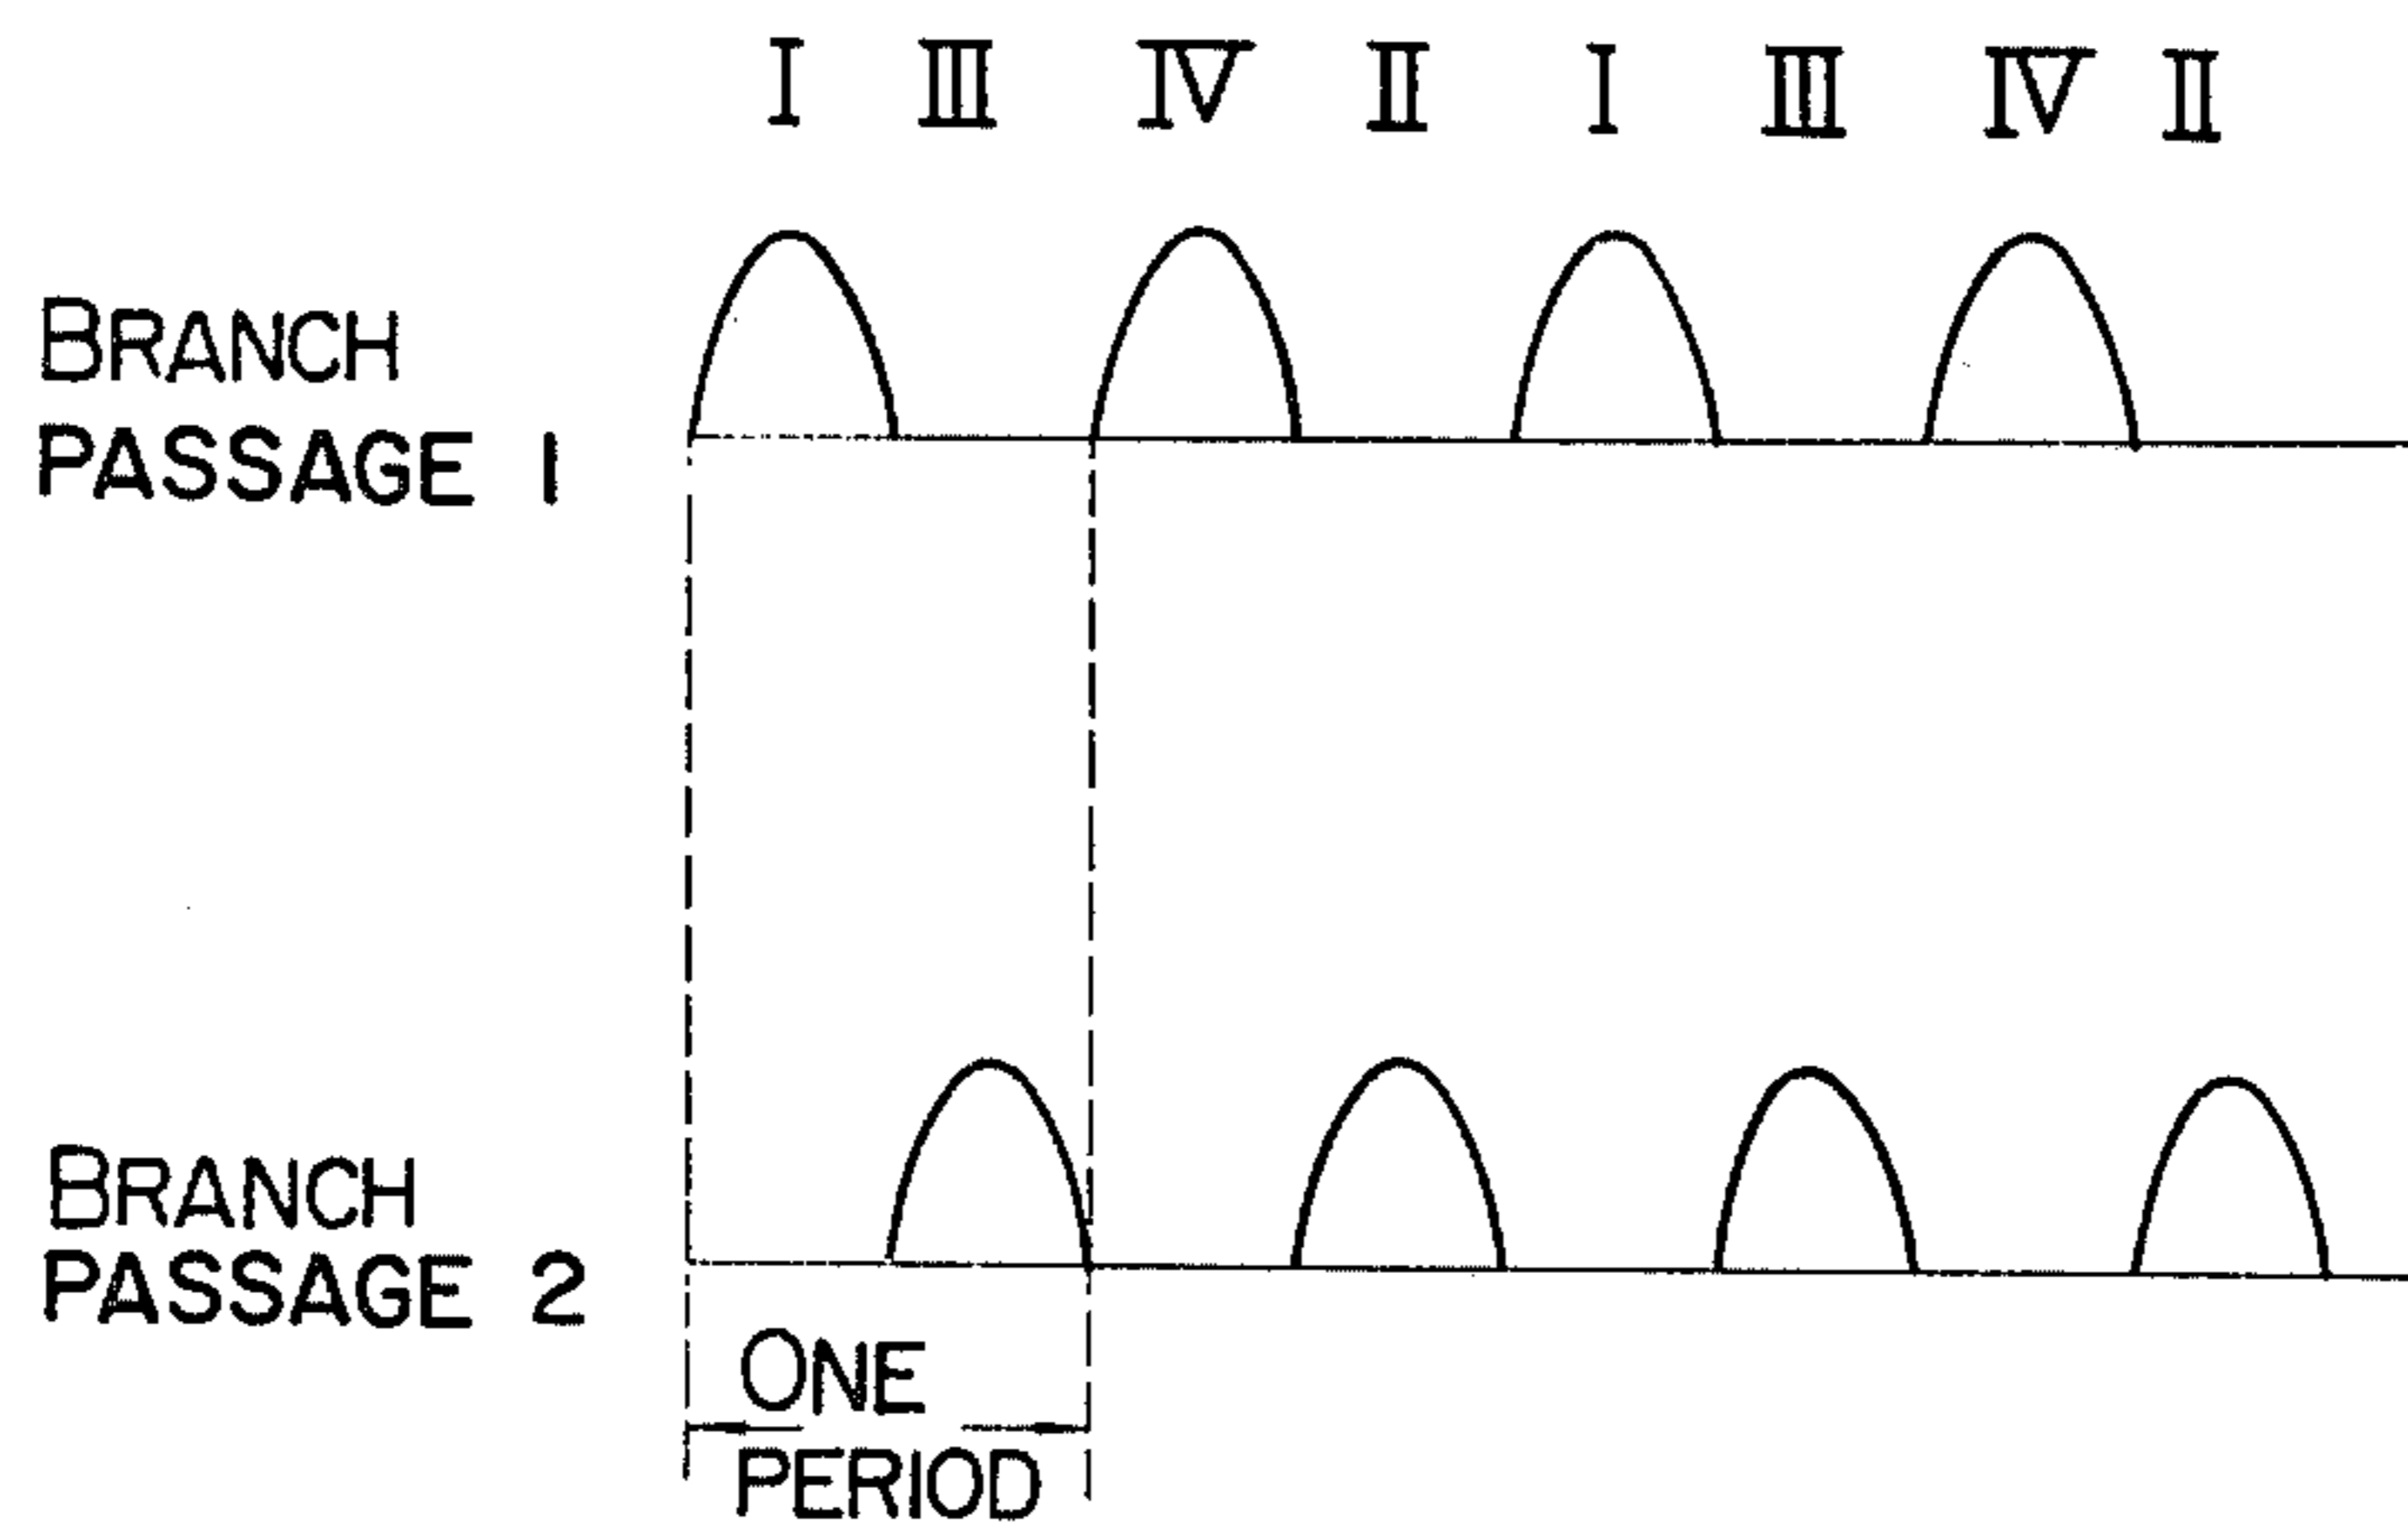 I III IV II I III IV II
BRANCH
PASSAGE 1
BRANCH
PASSAGE 2
ONE
PERIOD